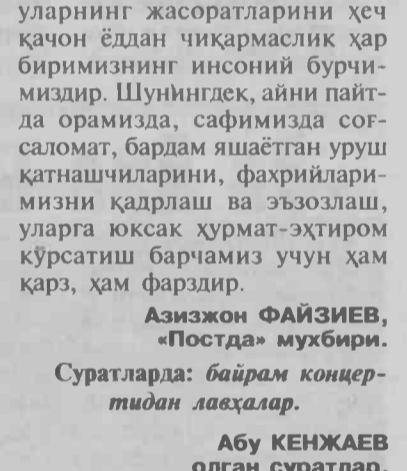 уларнинг жасоратларини ҳеч
қачон ёддан чиқармаслик ҳар
биримизнинг инсоний бурчи-
миздир. Шунингдек, айни пайт-
да орамизда, сафимизда соғ-
саломат, бардам яшаётган уруш
қатнашчиларини, фахрийлари-
мизни қадрлаш ва эъзозлаш,
уларга юксак ҳурмат-эҳтиром
кўрсатиш барчамиз учун ҳам
қарз, ҳам фарздир.
Азизжон ФАЙЗИЕВ,
«Постда» мухбири.
Суратларда: байрам концер-
тидан лавҳалар.
Абу КЕНЖАЕВ
олган суратлар.